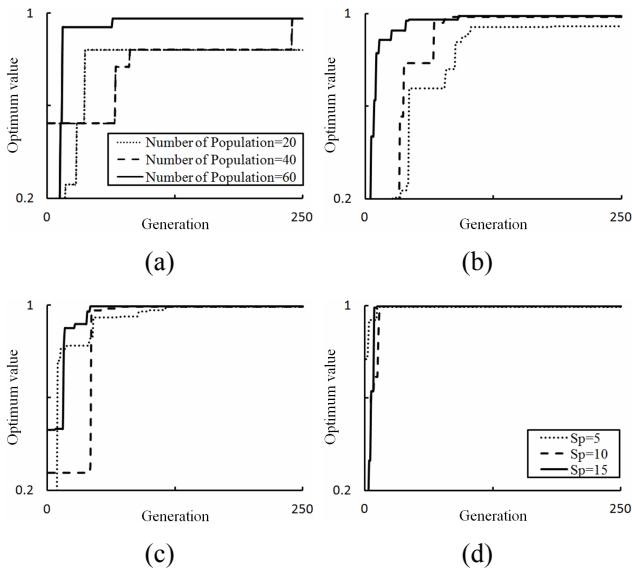 1
Optimum value
Number of Population=20
Number of Population=40
Number of Population=60
0.2
0
Generation
250
(a)
1
Optimum value
0.2
0
Generation
250
(b)
1
Optimum value
0.2
0
Generation
250
(c)
1
Optimum value
Sp=5
Sp=10
Sp=15
0.2
0
Generation
250
(d)